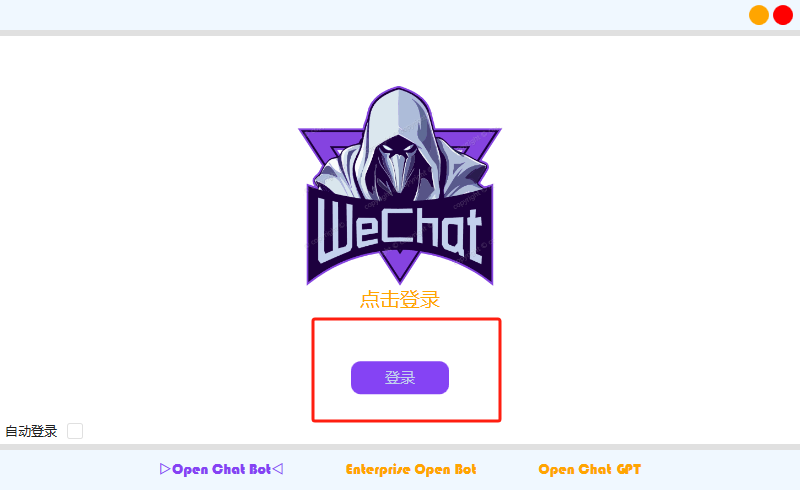 WeChat
点击登录
登录
自动登录
▷Open Chat Bot◁ Enterprise Open Bot Open Chat GPT